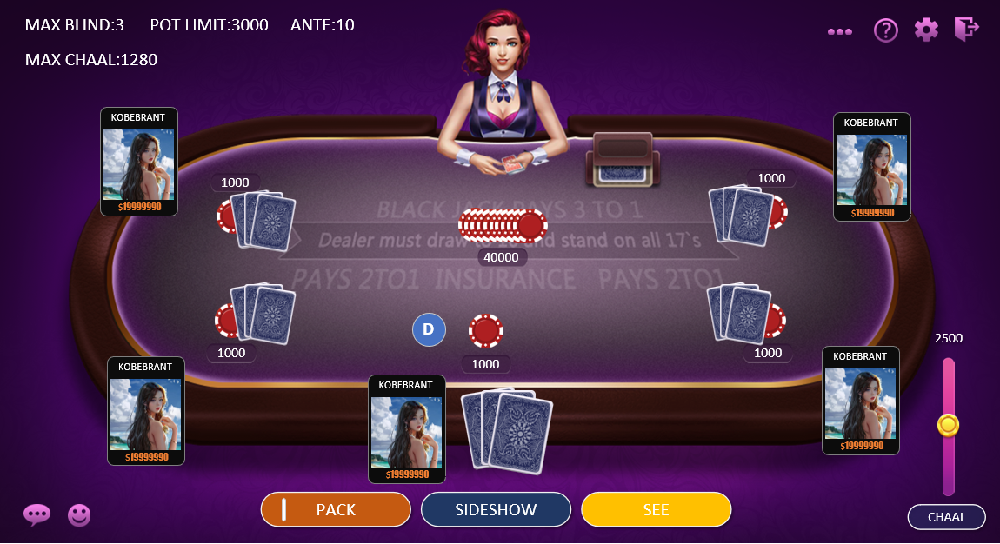 MAX BLIND:3 POT LIMIT:3000 ANTE:10
MAX CHAAL:1280
?
KOBEBRANT
$19999990
KOBEBRANT
$19999990
1000
1000
BLACK JACK PAYS 3 TO 1
Dealer must draw and stand on all 17`s
40000
PAYS 2TO1 INSURANCE PAYS 2TO1
D
1000
1000
1000
2500
KOBEBRANT
$19999990
KOBEBRANT
$19999990
KOBEBRANT
$19999990
PACK
SIDESHOW
SEE
CHAAL